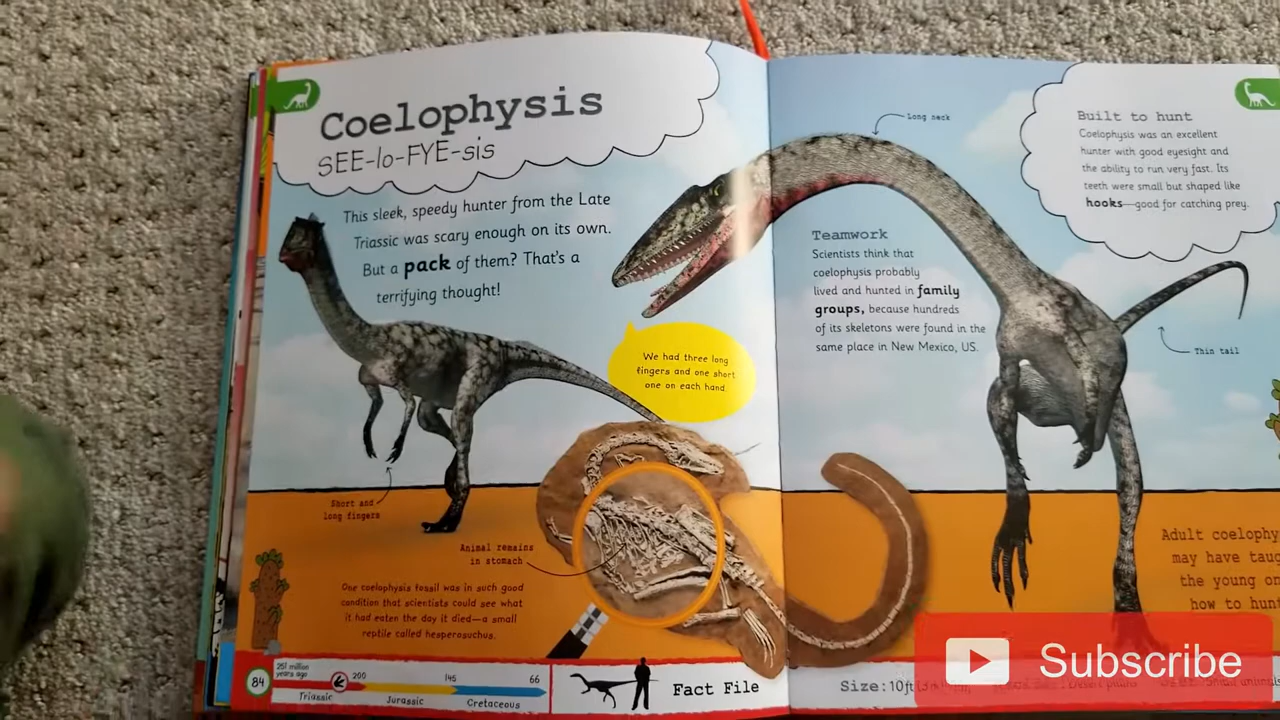 Coelophysis
SEE-lo-FYE-sis
This sleek, speedy hunter from the Late
Triassic was scary enough on its own.
But a pack of them? That's a
terrifying thought!
Short and
long fingers
Animal remains
in stomach
One coelophysis fossil was in such good
condition that scientists could see what
it had eaten the day it died—a small
reptile called hesperosuchus.
We had three long
fingers and one short
one on each hand.
84
251 million
years ago
200
145
66
Triassic
Jurassic
Cretaceous
Fact File
Long neck
Teamwork
Scientists think that
coelophysis probably
lived and hunted in family
groups, because hundreds
of its skeletons were found in the
same place in New Mexico, US.
Built to hunt
Coelophysis was an excellent
hunter with good eyesight and
the ability to run very fast. Its
teeth were small but shaped like
hooks—good for catching prey.
Thin tail
Adult coelophy
may have taug
the young on
how to hunt
Size: 10ft
Subscribe